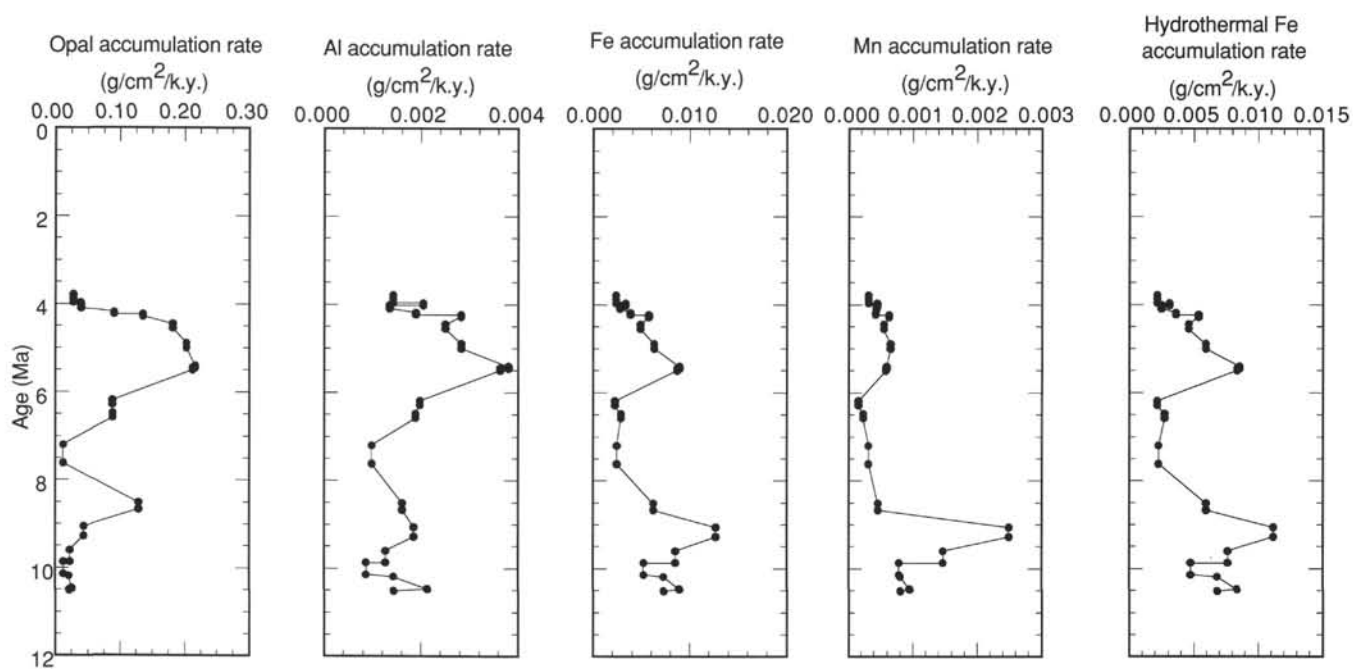 Opal accumulation rate
(g/cm2/k.y.)
0.00 0.10 0.20 0.30
Al accumulation rate
(g/cm2/k.y.)
0.000 0.002 0.004
Fe accumulation rate
(g/cm2/k.y.)
0.000 0.010 0.020
Mn accumulation rate
(g/cm2/k.y.)
0.000 0.002 0.003
Hydrothermal Fe
accumulation rate
(g/cm2/k.y.)
0.000 0.005 0.010 0.015
Age (Ma)
0
2
4
6
8
10
12